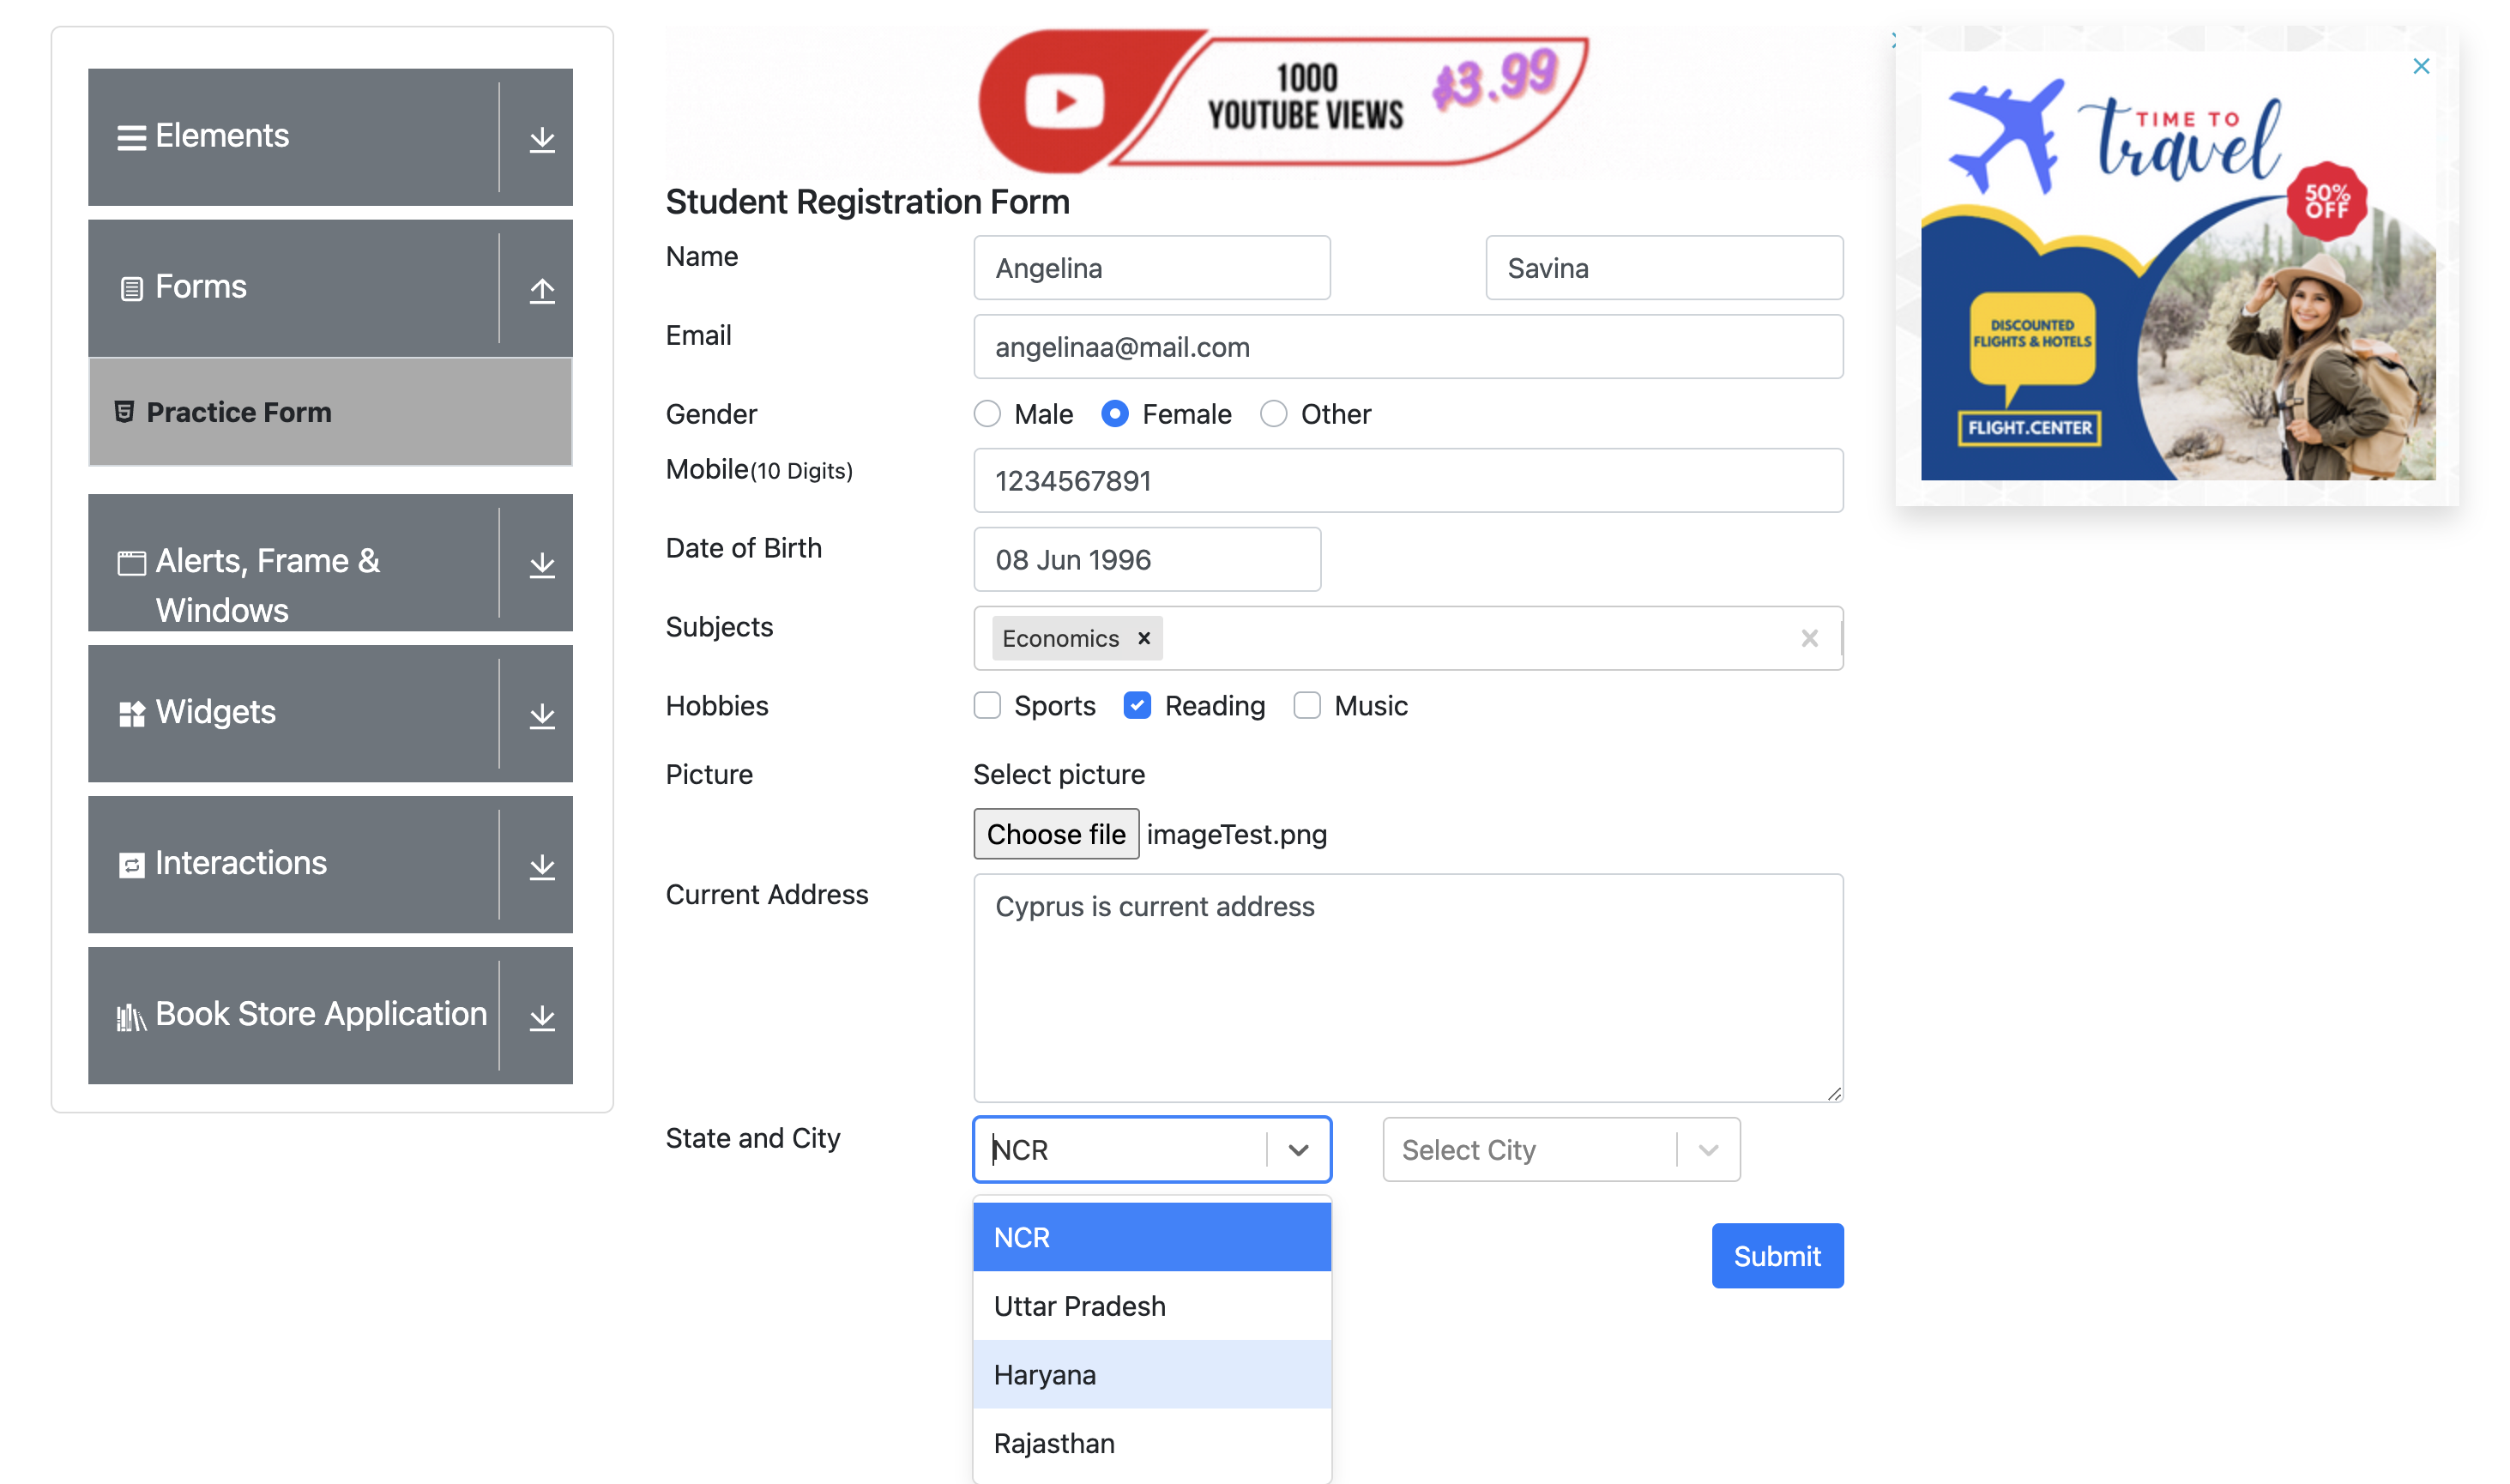 Elements
Forms
Practice Form
Alerts, Frame &
Windows
Widgets
Interactions
Book Store Application
1000
YOUTUBE VIEWS
$3.99
Student Registration Form
Name
Angelina
Savina
Email
angelinaa@mail.com
Gender
Male
Female
Other
Mobile(10 Digits)
1234567891
Date of Birth
08 Jun 1996
Subjects
Economics
Hobbies
Sports
Reading
Music
Picture
Select picture
Choose file imageTest.png
Current Address
Cyprus is current address
State and City
NCR
Select City
NCR
Uttar Pradesh
Haryana
Rajasthan
Submit
TIME TO
travel
50%
OFF
DISCOUNTED
FLIGHTS & HOTELS
FLIGHT.CENTER